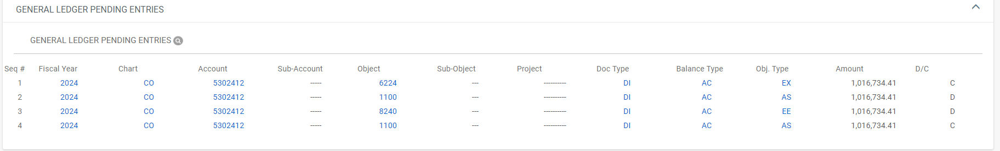 GENERAL LEDGER PENDING ENTRIES
GENERAL LEDGER PENDING ENTRIES
Seq # Fiscal Year Chart Account Sub-Account Object Sub-Object Project Doc Type Balance Type Obj. Type Amount D/C
1 2024 CO 5302412 ----- 6224 --- ---------- DI AC EX 1,016,734.41 C
2 2024 CO 5302412 ----- 1100 --- ---------- DI AC AS 1,016,734.41 D
3 2024 CO 5302412 ----- 8240 --- ---------- DI AC EE 1,016,734.41 D
4 2024 CO 5302412 ----- 1100 --- ---------- DI AC AS 1,016,734.41 C